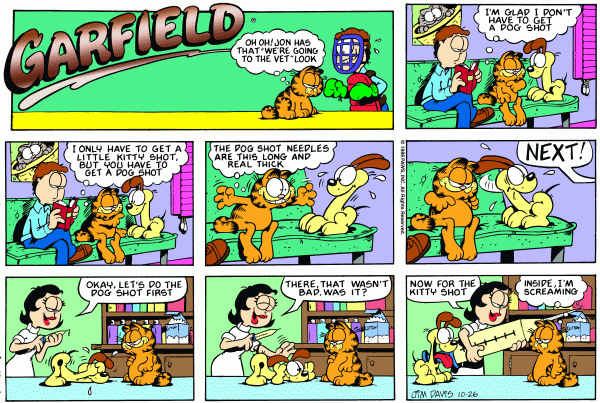 GARFIELD
OH OH! JON HAS
THAT "WE'RE GOING
TO THE VET" LOOK
I'M GLAD I DON'T
HAVE TO GET
A DOG SHOT
I ONLY HAVE TO GET A
LITTLE KITTY SHOT,
BUT YOU HAVE TO
GET A DOG SHOT
THE DOG SHOT NEEDLES
ARE THIS LONG AND
REAL THICK
NEXT!
OKAY, LET'S DO THE
DOG SHOT FIRST
THERE, THAT WASN'T
BAD, WAS IT?
NOW FOR THE
KITTY SHOT
INSIDE, I'M
SCREAMING
JIM DAVIS 10-26